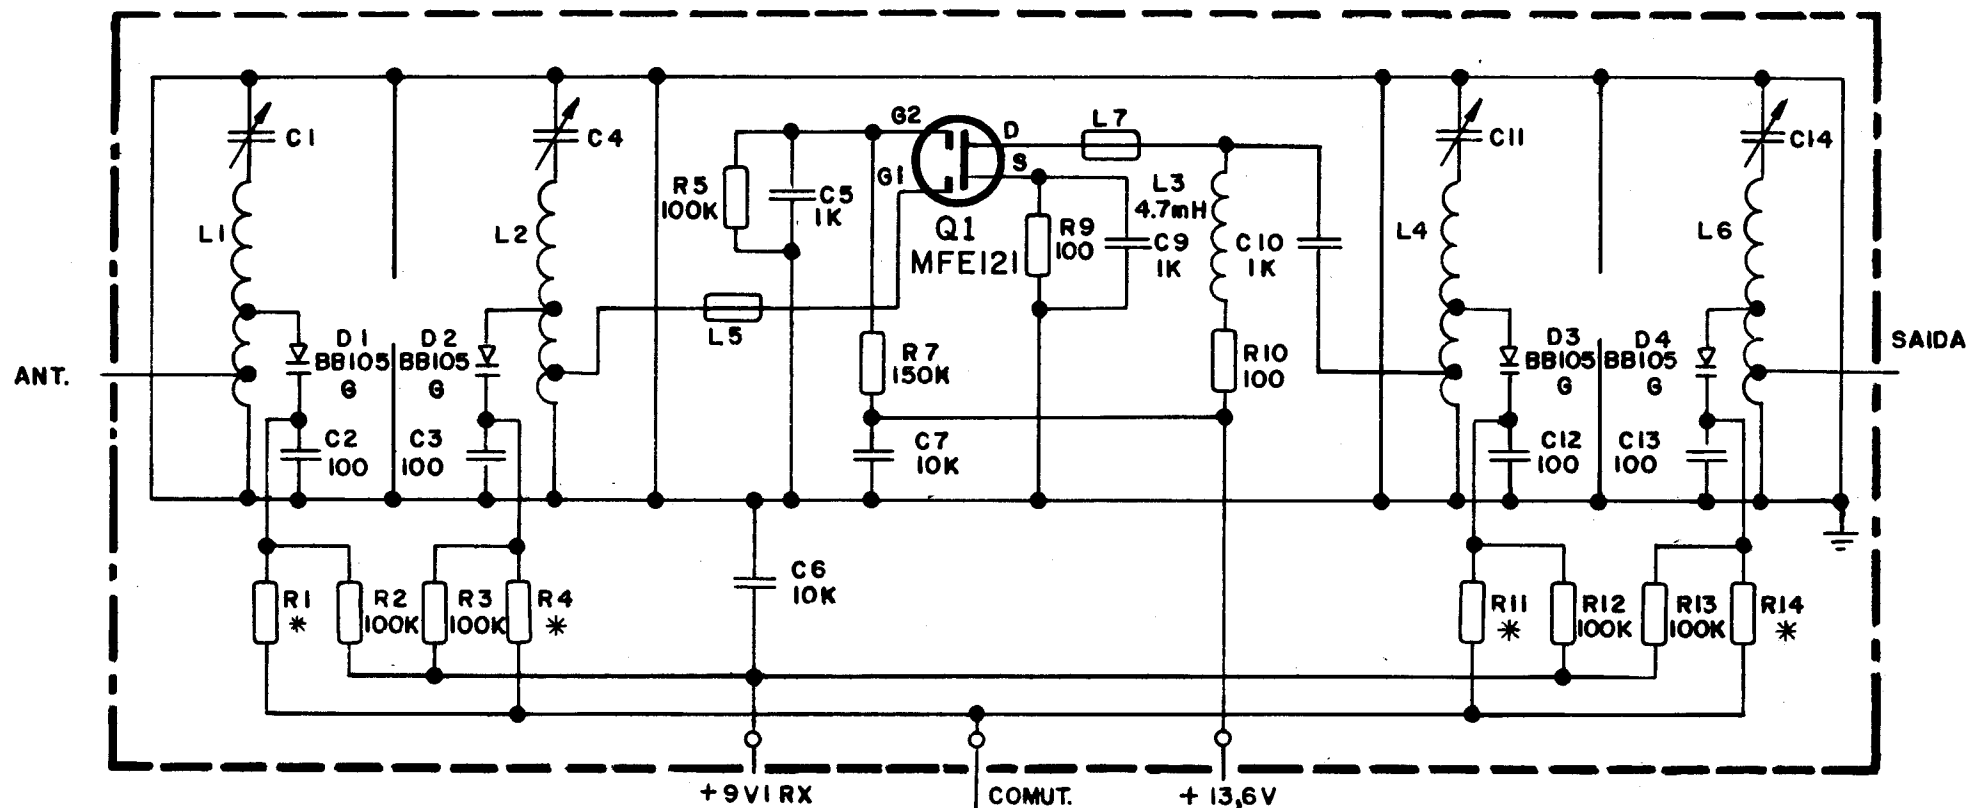 G2
D
L7
C1
C4
C11
C14
G1
S
R5
100K
C5
1K
L3
4.7mH
Q1
MFE121
R9
100
C9
1K
C10
1K
L1
L2
L4
L6
L5
D1
BB105
G
D2
BB105
G
R7
150K
R10
100
D3
BB105
G
D4
BB105
G
SAIDA
ANT.
C2
100
C3
100
C7
10K
C12
100
C13
100
C6
10K
R1
*
R2
100K
R3
100K
R4
*
R11
*
R12
100K
R13
100K
R14
*
+9V1RX
COMUT.
+13,6V